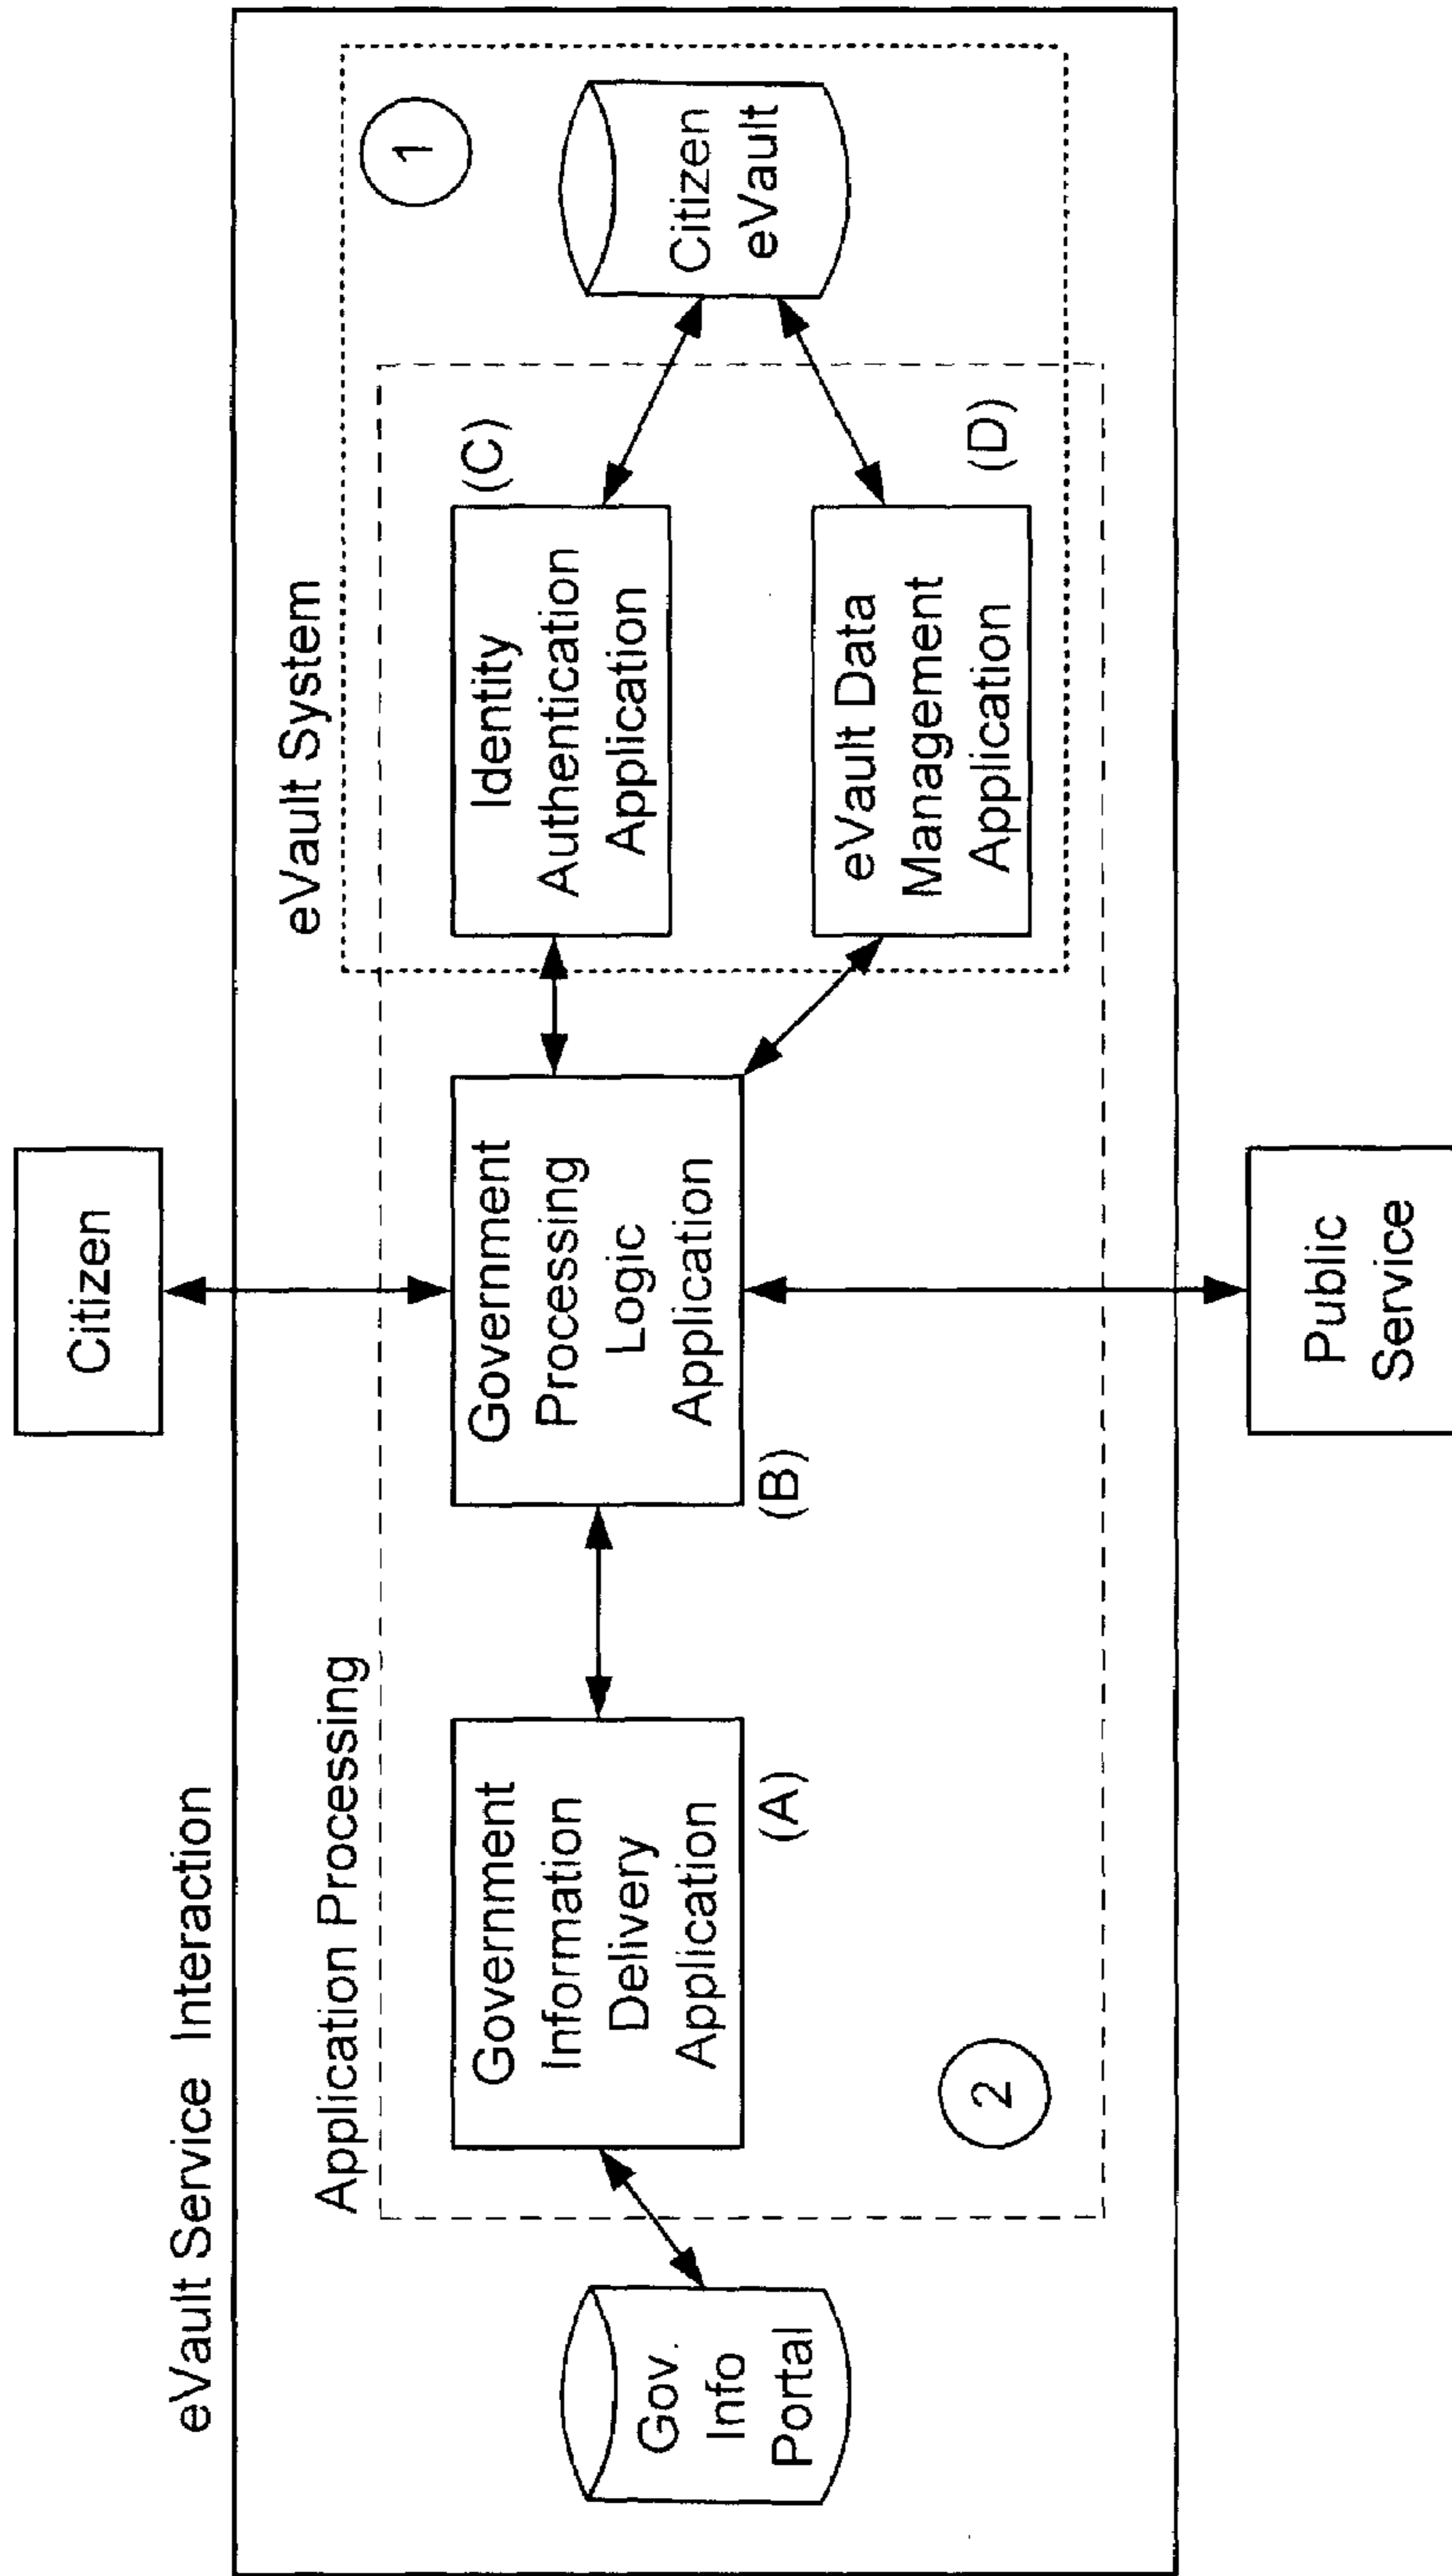 Citizen
eVault Service Interaction
Application Processing
eVault System
1
Gov.
Info
Portal
Government
Information
Delivery
Application
(A)
Government
Processing
Logic
Application
(B)
Identity
Authentication
Application
(C)
eVault Data
Management
Application
(D)
Citizen
eVault
2
Public
Service